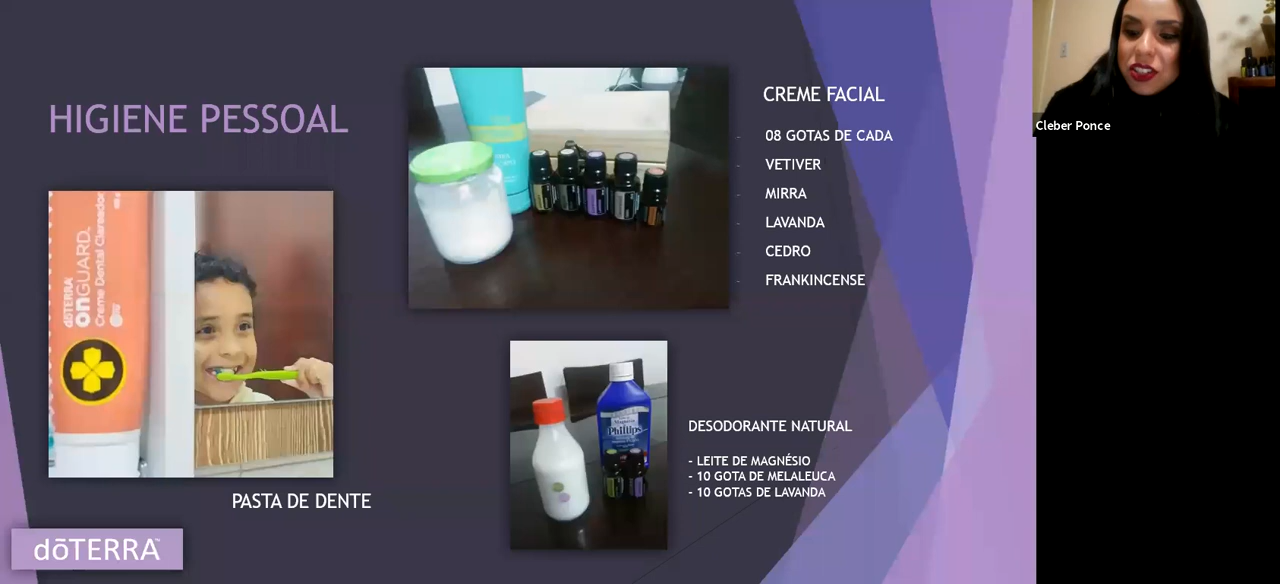 HIGIENE PESSOAL
dōTERRA
onGUARD.
Creme Dental Clareador
PASTA DE DENTE
CREME FACIAL
08 GOTAS DE CADA
VETIVER
MIRRA
LAVANDA
CEDRO
FRANKINCENSE
Phillips
DESODORANTE NATURAL
- LEITE DE MAGNÉSIO
- 10 GOTA DE MELALEUCA
- 10 GOTAS DE LAVANDA
dōTERRA
Cleber Ponce